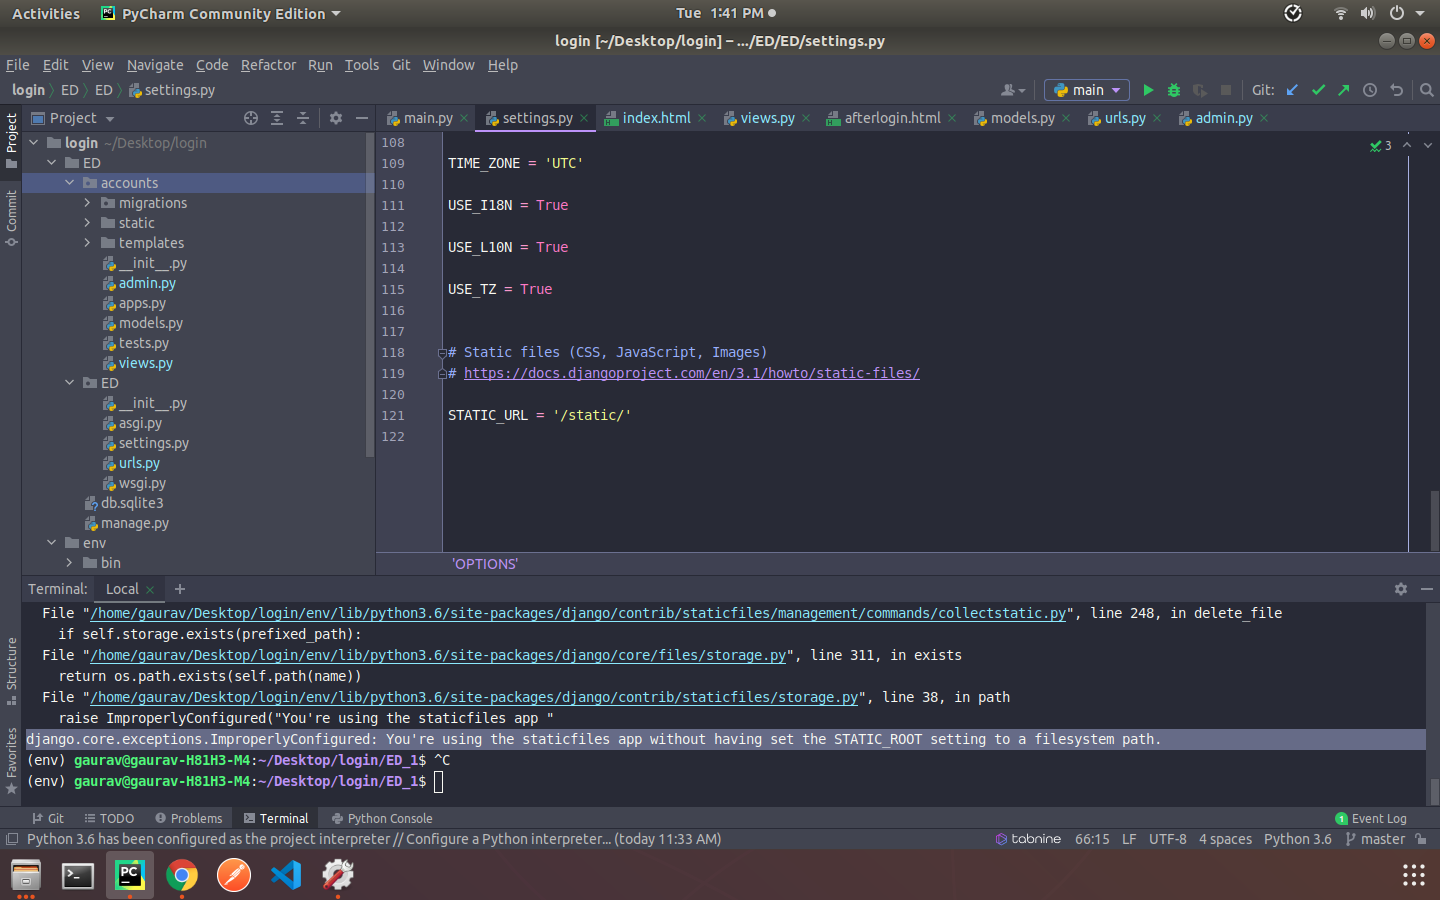 Activities PyCharm Community Edition Tue 1:41 PM
login [~/Desktop/login] – .../ED/ED/settings.py
File Edit View Navigate Code Refactor Run Tools Git Window Help
login ED ED settings.py main Git:
Project main.py settings.py index.html views.py afterlogin.html models.py urls.py admin.py
Project
Commit
Structure
Favorites
login ~/Desktop/login
ED
accounts
migrations
static
templates
__init__.py
admin.py
apps.py
models.py
tests.py
views.py
ED
__init__.py
asgi.py
settings.py
urls.py
wsgi.py
db.sqlite3
manage.py
env
bin
3
108
109 TIME_ZONE = 'UTC'
110
111 USE_I18N = True
112
113 USE_L10N = True
114
115 USE_TZ = True
116
117
118 # Static files (CSS, JavaScript, Images)
119 # https://docs.djangoproject.com/en/3.1/howto/static-files/
120
121 STATIC_URL = '/static/'
122
'OPTIONS'
Terminal: Local
File "/home/gaurav/Desktop/login/env/lib/python3.6/site-packages/django/contrib/staticfiles/management/commands/collectstatic.py", line 248, in delete_file
if self.storage.exists(prefixed_path):
File "/home/gaurav/Desktop/login/env/lib/python3.6/site-packages/django/core/files/storage.py", line 311, in exists
return os.path.exists(self.path(name))
File "/home/gaurav/Desktop/login/env/lib/python3.6/site-packages/django/contrib/staticfiles/storage.py", line 38, in path
raise ImproperlyConfigured("You're using the staticfiles app "
django.core.exceptions.ImproperlyConfigured: You're using the staticfiles app without having set the STATIC_ROOT setting to a filesystem path.
(env) gaurav@gaurav-H81H3-M4:~/Desktop/login/ED_1$ ^C
(env) gaurav@gaurav-H81H3-M4:~/Desktop/login/ED_1$
Git TODO Problems Terminal Python Console 1 Event Log
Python 3.6 has been configured as the project interpreter // Configure a Python interpreter... (today 11:33 AM) tabnine 66:15 LF UTF-8 4 spaces Python 3.6 master
PC